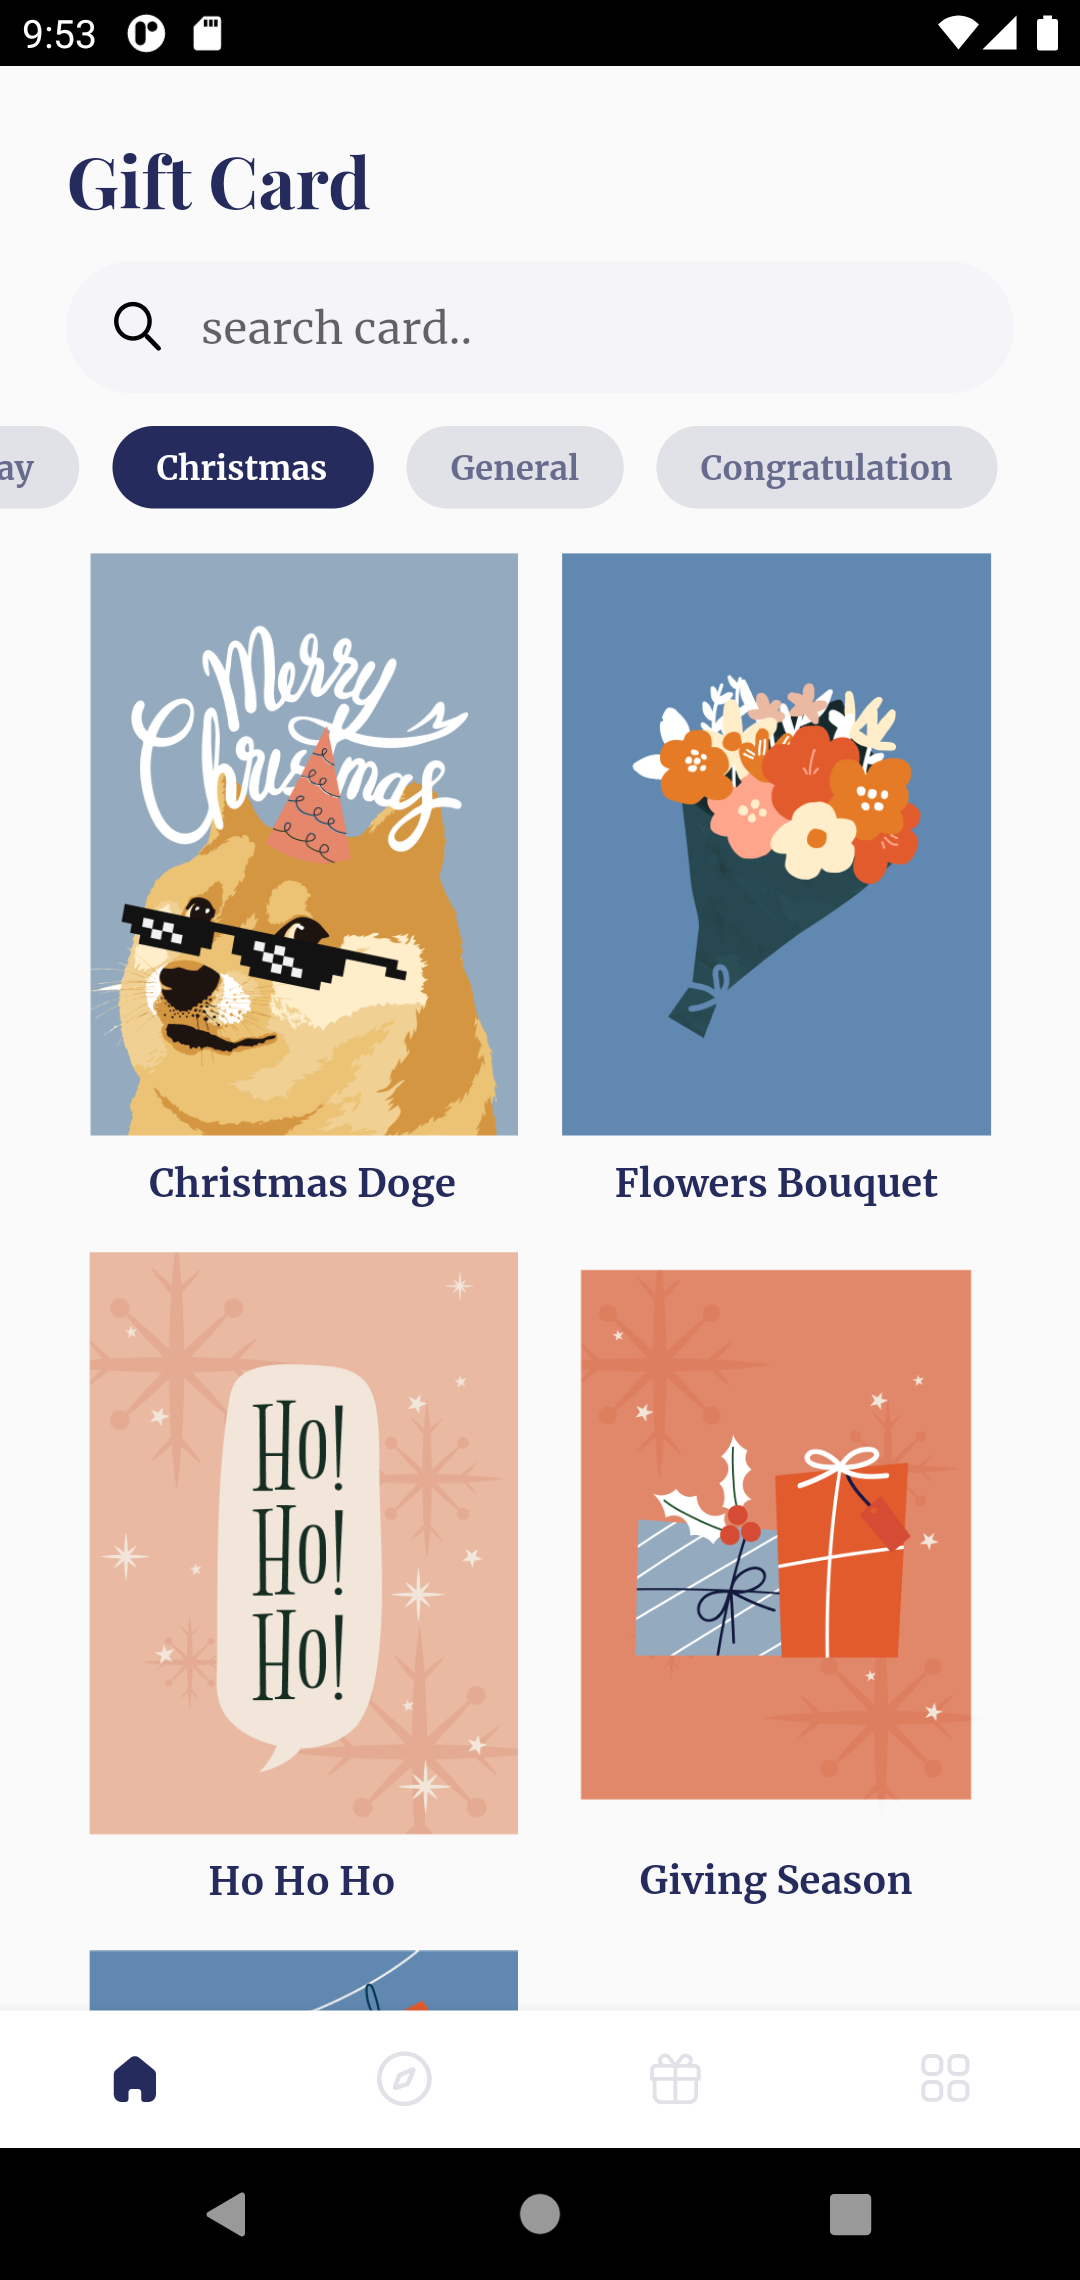 9:53
Gift Card
search card..
ay Christmas General Congratulation
Merry
Christmas
Christmas Doge
Flowers Bouquet
Ho!
Ho!
Ho!
Ho Ho Ho
Giving Season